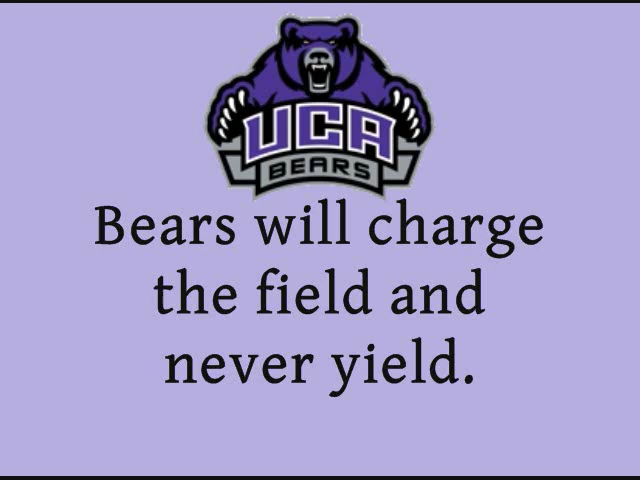 UCA
BEARS
Bears will charge
the field and
never yield.